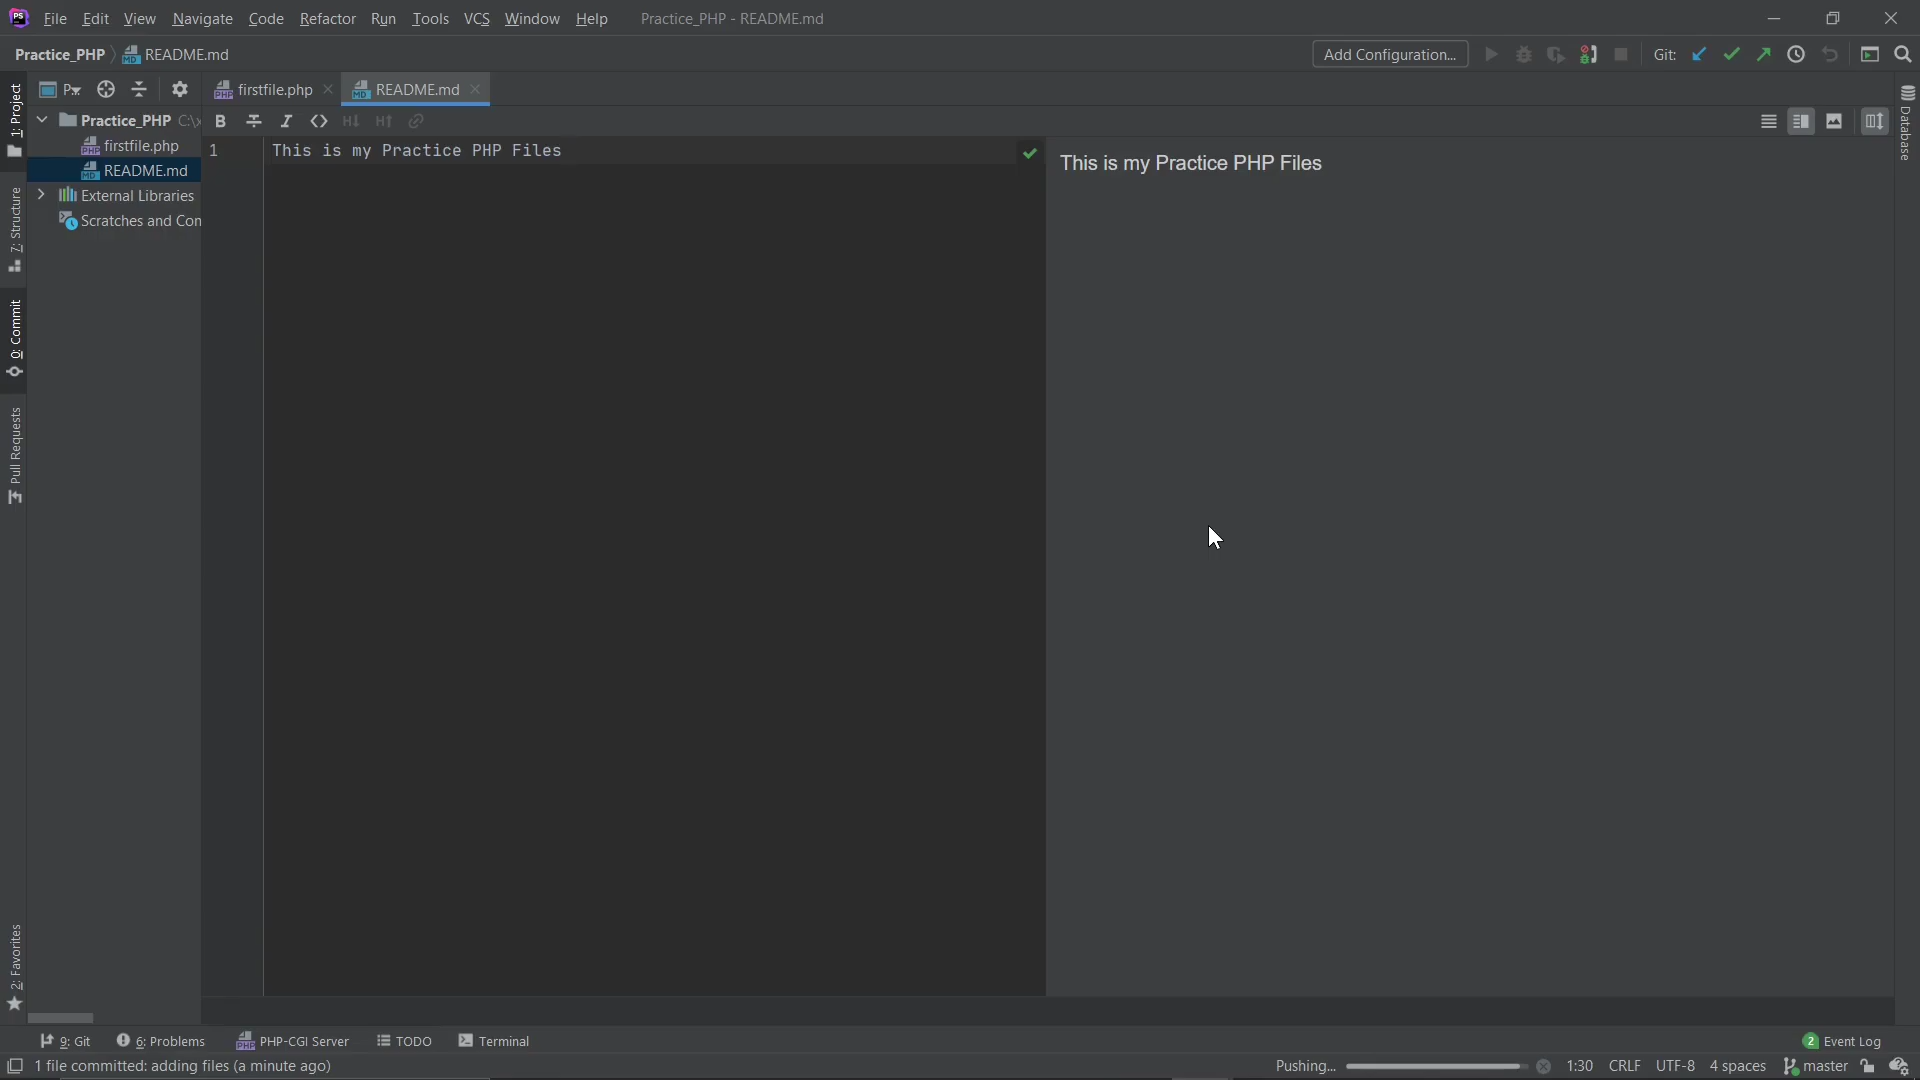 PS File Edit View Navigate Code Refactor Run Tools VCS Window Help Practice_PHP - README.md
Practice_PHP README.md Add Configuration... Git:
P... firstfile.php README.md
Practice_PHP C:\x
firstfile.php
README.md
External Libraries
Scratches and Con
1 This is my Practice PHP Files
This is my Practice PHP Files
1: Project
7: Structure
0: Commit
Pull Requests
2: Favorites
Database
9: Git 6: Problems PHP-CGI Server TODO Terminal 2 Event Log
1 file committed: adding files (a minute ago) Pushing... 1:30 CRLF UTF-8 4 spaces master